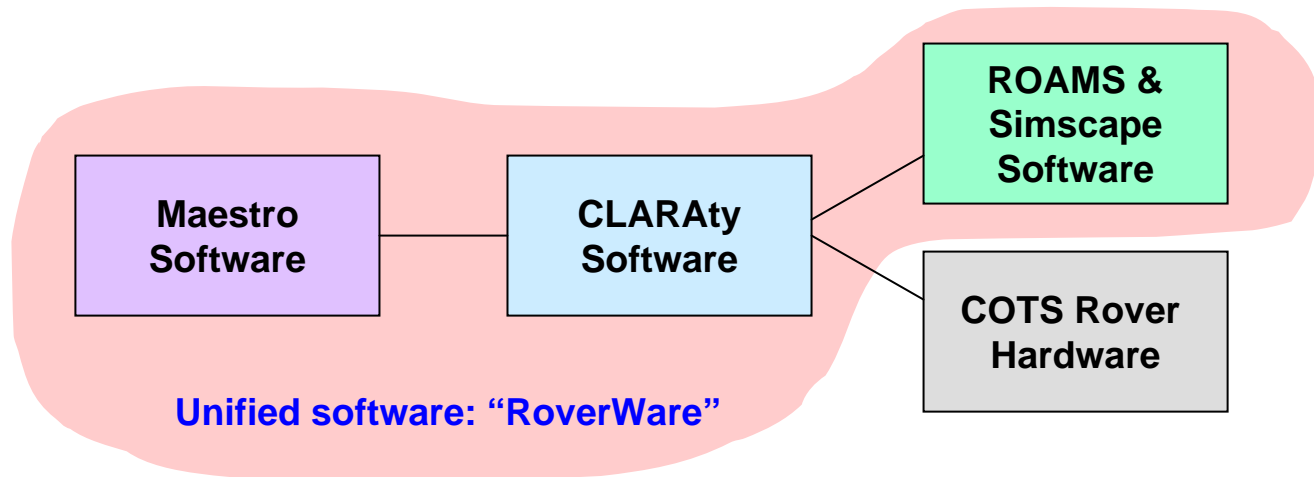 Maestro
Software
CLARAty
Software
ROAMS &
Simscape
Software
COTS Rover
Hardware
Unified software: “RoverWare”